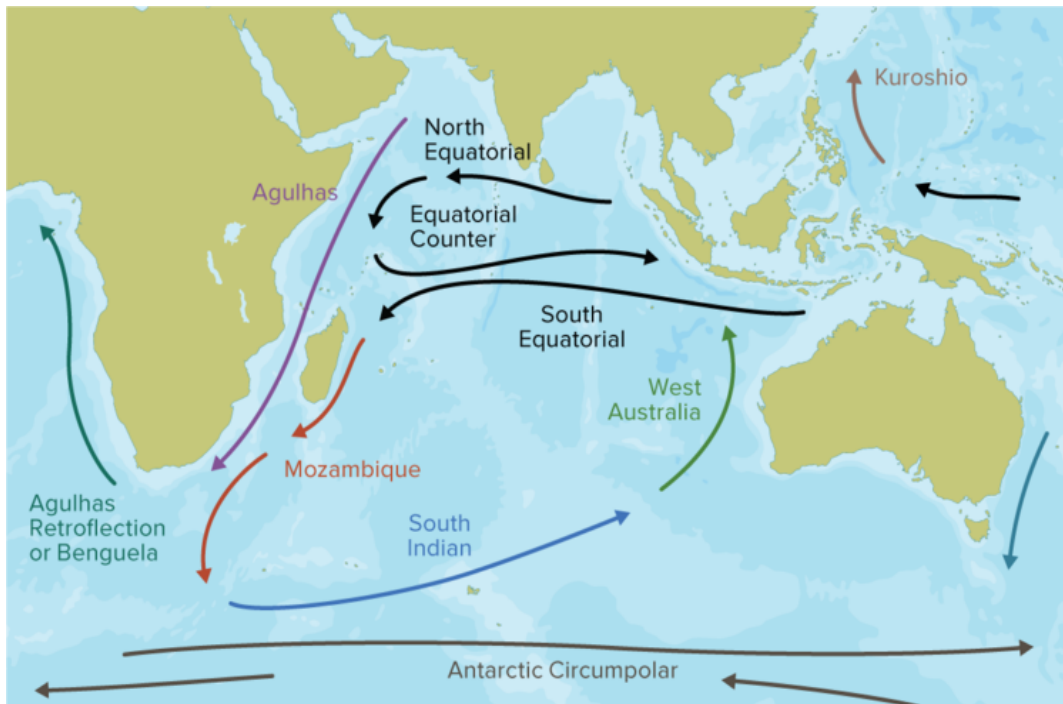 Kuroshio
North
Equatorial
Agulhas
Equatorial
Counter
South
Equatorial
West
Australia
Mozambique
Agulhas
Retroflection
or Benguela
South
Indian
Antarctic Circumpolar